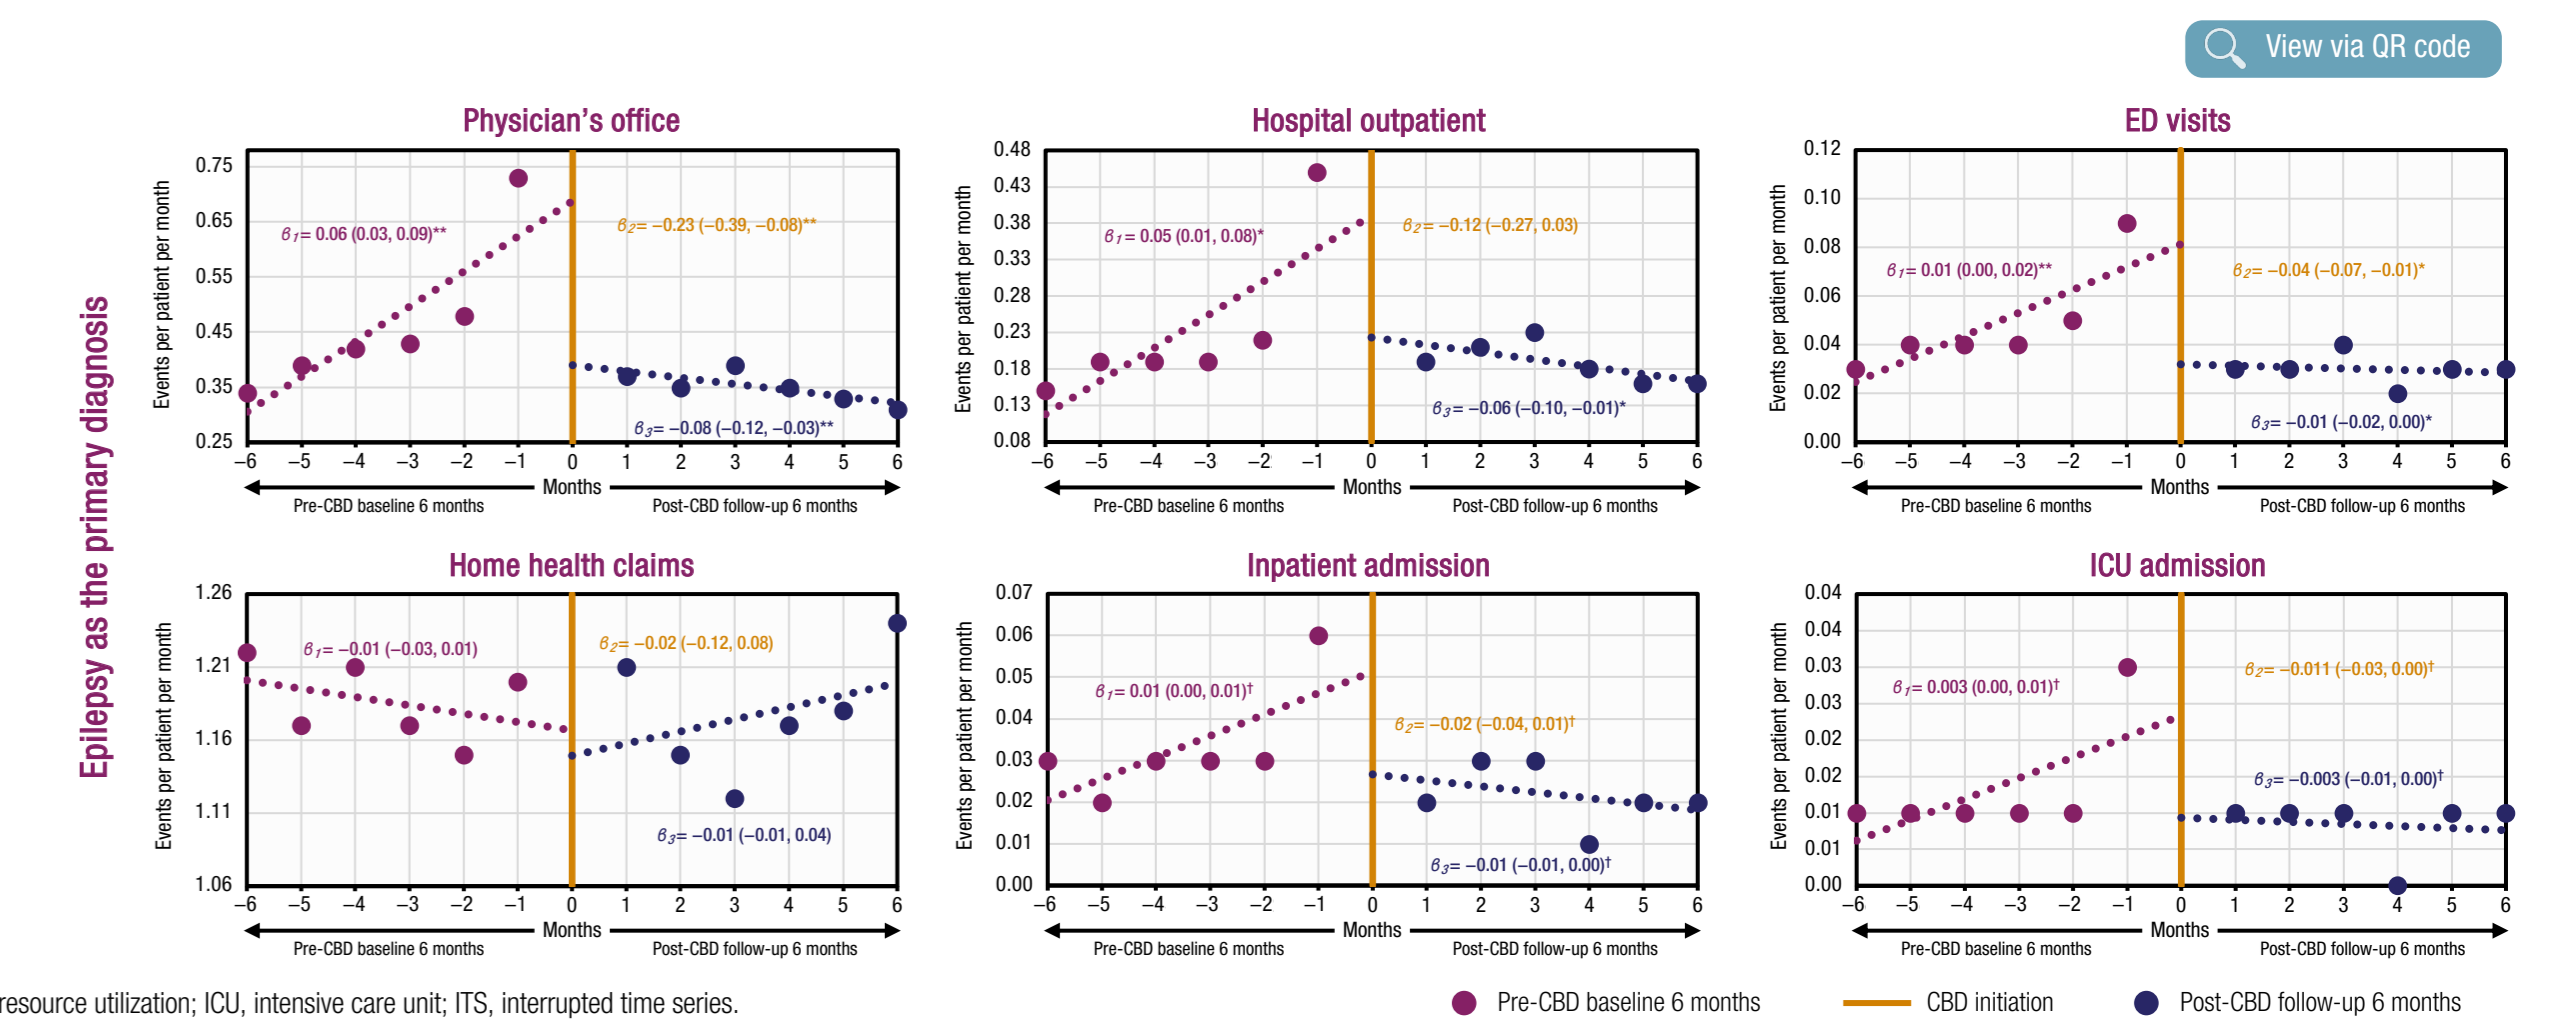 View via QR code
Epilepsy as the primary diagnosis
Physician’s office
Events per patient per month
0.75
0.65
0.55
0.45
0.35
0.25
β1= 0.06 (0.03, 0.09)**
β2= −0.23 (−0.39, −0.08)**
β3= −0.08 (−0.12, −0.03)**
−6 −5 −4 −3 −2 −1 0 1 2 3 4 5 6
Months
Pre-CBD baseline 6 months Post-CBD follow-up 6 months
Hospital outpatient
Events per patient per month
0.48
0.43
0.38
0.33
0.28
0.23
0.18
0.13
0.08
β1= 0.05 (0.01, 0.08)*
β2= −0.12 (−0.27, 0.03)
β3= −0.06 (−0.10, −0.01)*
−6 −5 −4 −3 −2 −1 0 1 2 3 4 5 6
Months
Pre-CBD baseline 6 months Post-CBD follow-up 6 months
ED visits
Events per patient per month
0.12
0.10
0.08
0.06
0.04
0.02
0.00
β1= 0.01 (0.00, 0.02)**
β2= −0.04 (−0.07, −0.01)*
β3= −0.01 (−0.02, 0.00)*
−6 −5 −4 −3 −2 −1 0 1 2 3 4 5 6
Months
Pre-CBD baseline 6 months Post-CBD follow-up 6 months
Home health claims
Events per patient per month
1.26
1.21
1.16
1.11
1.06
β1= −0.01 (−0.03, 0.01)
β2= −0.02 (−0.12, 0.08)
β3= −0.01 (−0.01, 0.04)
−6 −5 −4 −3 −2 −1 0 1 2 3 4 5 6
Months
Pre-CBD baseline 6 months Post-CBD follow-up 6 months
Inpatient admission
Events per patient per month
0.07
0.06
0.05
0.04
0.03
0.02
0.01
0.00
β1= 0.01 (0.00, 0.01)†
β2= −0.02 (−0.04, 0.01)†
β3= −0.01 (−0.01, 0.00)†
−6 −5 −4 −3 −2 −1 0 1 2 3 4 5 6
Months
Pre-CBD baseline 6 months Post-CBD follow-up 6 months
ICU admission
Events per patient per month
0.04
0.04
0.03
0.03
0.02
0.02
0.01
0.01
0.00
β1= 0.003 (0.00, 0.01)†
β2= −0.011 (−0.03, 0.00)†
β3= −0.003 (−0.01, 0.00)†
−6 −5 −4 −3 −2 −1 0 1 2 3 4 5 6
Months
Pre-CBD baseline 6 months Post-CBD follow-up 6 months
resource utilization; ICU, intensive care unit; ITS, interrupted time series.
Pre-CBD baseline 6 months CBD initiation Post-CBD follow-up 6 months